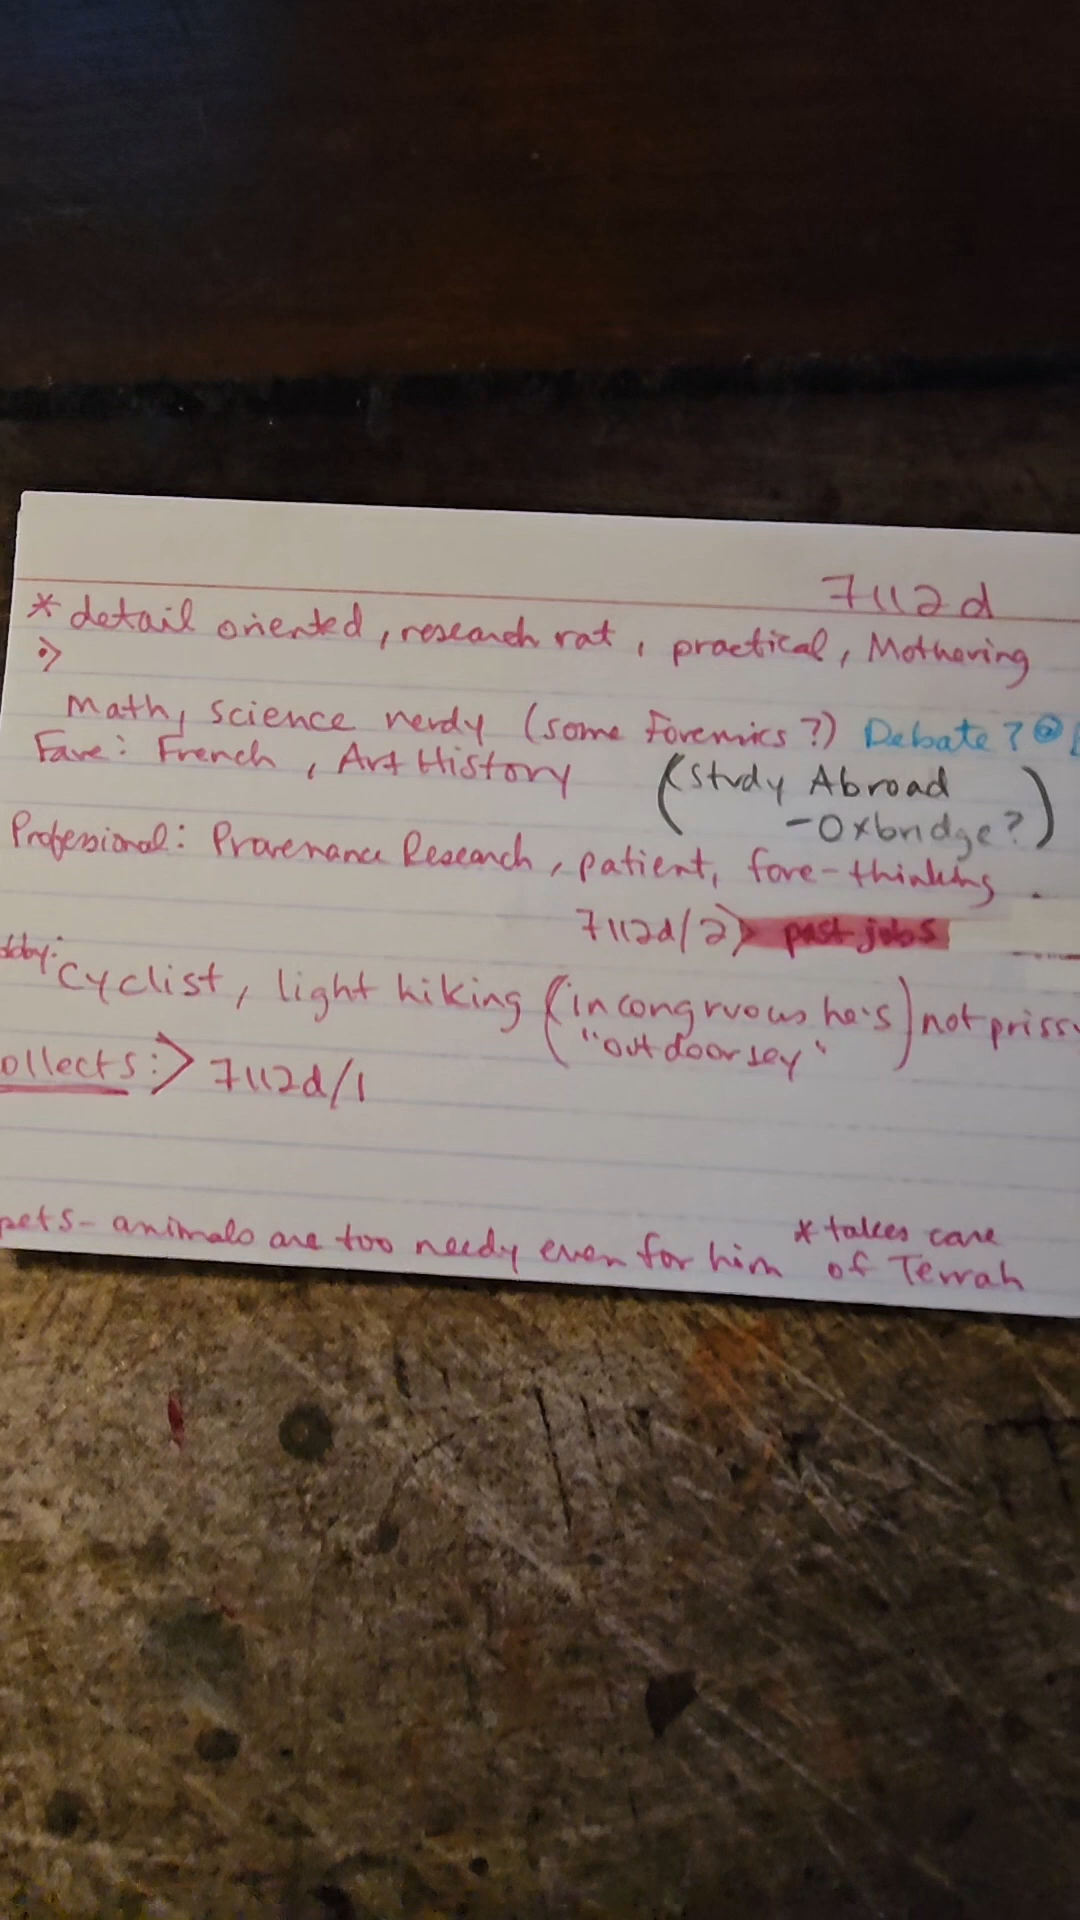 7112d
* detail oriented, research rat, practical, Mothering
math, science nerdy (some Forensics?) Debate?
Fave: French, Art History (Study Abroad
-Oxbridge?)
Professional: Provenance Research, patient, fore-thinking
7112d/2> past jobs
cyclist, light hiking (incongruous he's) not priss
"outdoorsey"
ollects:> 7112d/1
pets- animals are too needy even for him * takes care
of Terrah